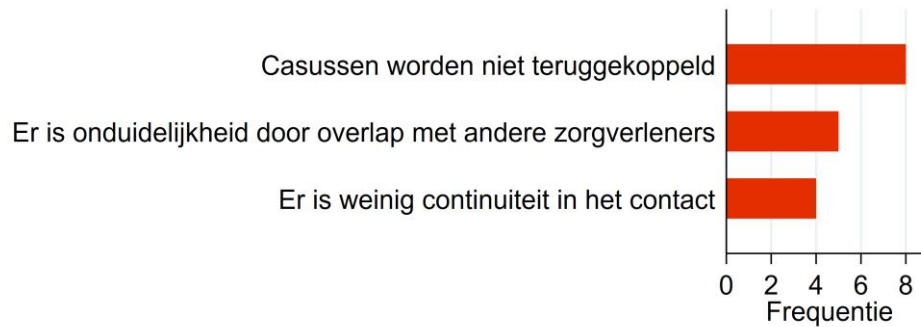 Casussen worden niet teruggekoppeld
Er is onduidelijkheid door overlap met andere zorgverleners
Er is weinig continuiteit in het contact
0 2 4 6 8
Frequentie